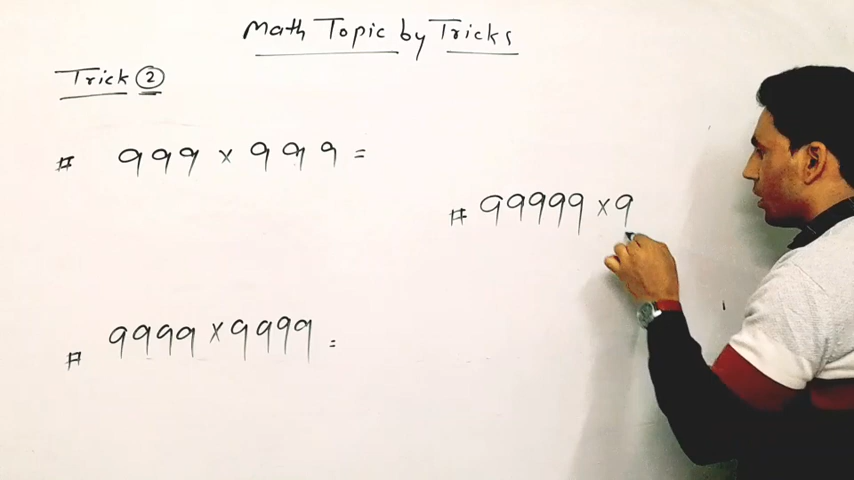 Math Topic by Tricks
Trick 2
# 999 × 999 =
# 99999 × 9
# 9999 × 9999 =